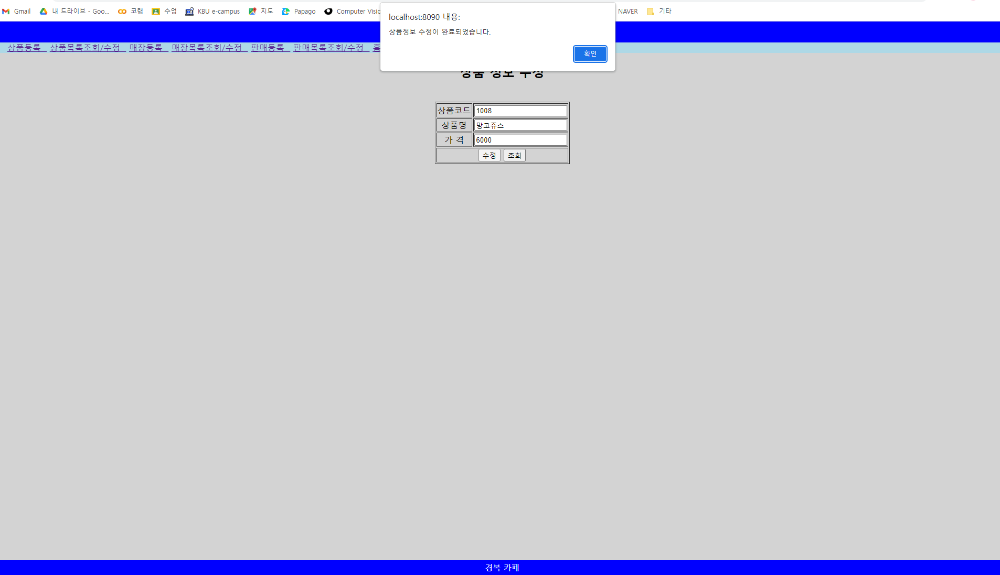 Gmail 내 드라이브 - Goo... 코랩 수업 KBU e-campus 지도 Papago Computer Visio NAVER 기타
localhost:8090 내용:
상품정보 수정이 완료되었습니다.
확인
상품등록 상품목록조회/수정 매장등록 매장목록조회/수정 판매등록 판매목록조회/수정 홈
상품 정보 수정
상품코드 1008
상품명 망고쥬스
가 격 6000
수정 조회
경복 카페